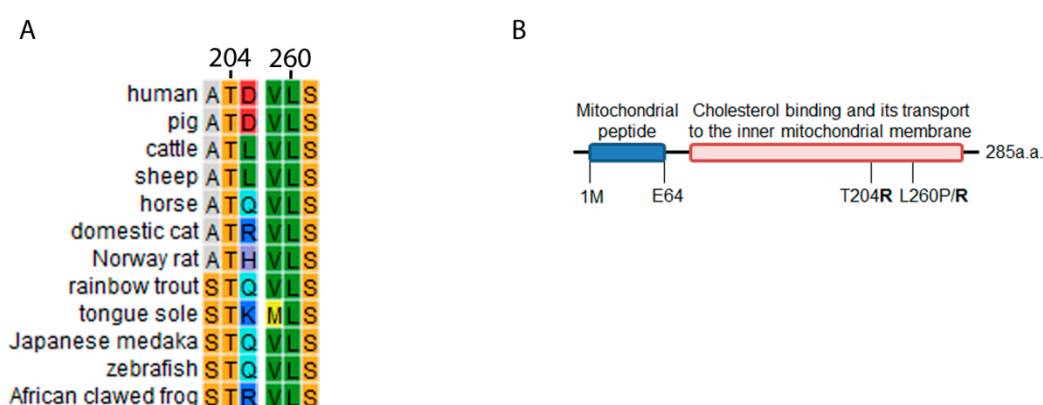 A
204 260
human A T D V L S
pig A T D V L S
cattle A T L V L S
sheep A T L V L S
horse A T Q V L S
domestic cat A T R V L S
Norway rat A T H V L S
rainbow trout S T Q V L S
tongue sole S T K M L S
Japanese medaka S T Q V L S
zebrafish S T Q V L S
African clawed frog S T R V L S
B
Mitochondrial
peptide
Cholesterol binding and its transport
to the inner mitochondrial membrane
285a.a.
1M E64 T204R L260P/R